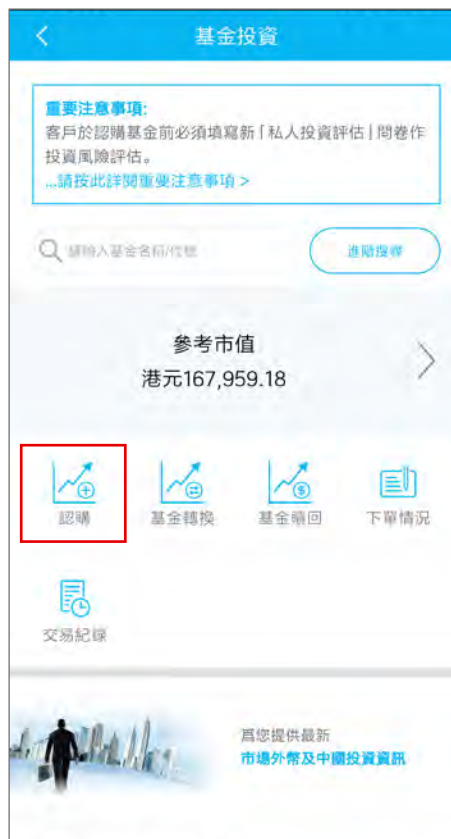 基金投資
重要注意事項:
客戶於認購基金前必須填寫新「私人投資評估」問卷作
投資風險評估。
...請按此詳閱重要注意事項 >
請輸入基金名稱/代號
進階搜尋
參考市值
港元167,959.18
認購 基金轉換 基金贖回 下單情況
交易紀錄
爲您提供最新
市場外幣及中國投資資訊